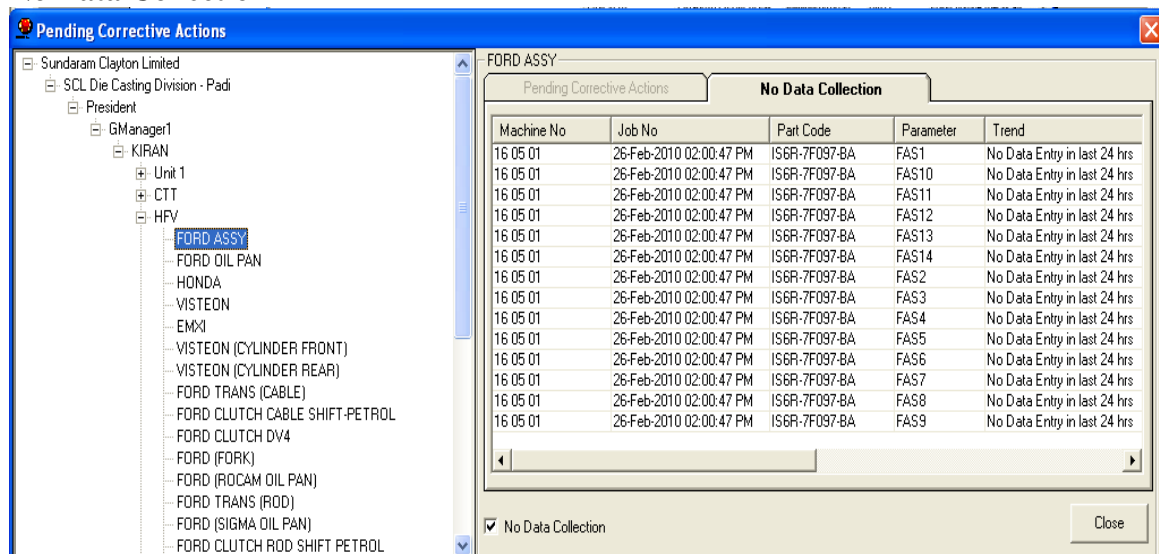 Pending Corrective Actions
Sundaram Clayton Limited
SCL Die Casting Division - Padi
President
GManager1
KIRAN
Unit 1
CTT
HFV
FORD ASSY
FORD OIL PAN
HONDA
VISTEON
EMXI
VISTEON (CYLINDER FRONT)
VISTEON (CYLINDER REAR)
FORD TRANS (CABLE)
FORD CLUTCH CABLE SHIFT-PETROL
FORD CLUTCH DV4
FORD (FORK)
FORD (ROCAM OIL PAN)
FORD TRANS (ROD)
FORD (SIGMA OIL PAN)
FORD CLUTCH ROD SHIFT PETROL
FORD ASSY
Pending Corrective Actions No Data Collection
Machine No Job No Part Code Parameter Trend
16 05 01 26-Feb-2010 02:00:47 PM IS6R-7F097-BA FAS1 No Data Entry in last 24 hrs
16 05 01 26-Feb-2010 02:00:47 PM IS6R-7F097-BA FAS10 No Data Entry in last 24 hrs
16 05 01 26-Feb-2010 02:00:47 PM IS6R-7F097-BA FAS11 No Data Entry in last 24 hrs
16 05 01 26-Feb-2010 02:00:47 PM IS6R-7F097-BA FAS12 No Data Entry in last 24 hrs
16 05 01 26-Feb-2010 02:00:47 PM IS6R-7F097-BA FAS13 No Data Entry in last 24 hrs
16 05 01 26-Feb-2010 02:00:47 PM IS6R-7F097-BA FAS14 No Data Entry in last 24 hrs
16 05 01 26-Feb-2010 02:00:47 PM IS6R-7F097-BA FAS2 No Data Entry in last 24 hrs
16 05 01 26-Feb-2010 02:00:47 PM IS6R-7F097-BA FAS3 No Data Entry in last 24 hrs
16 05 01 26-Feb-2010 02:00:47 PM IS6R-7F097-BA FAS4 No Data Entry in last 24 hrs
16 05 01 26-Feb-2010 02:00:47 PM IS6R-7F097-BA FAS5 No Data Entry in last 24 hrs
16 05 01 26-Feb-2010 02:00:47 PM IS6R-7F097-BA FAS6 No Data Entry in last 24 hrs
16 05 01 26-Feb-2010 02:00:47 PM IS6R-7F097-BA FAS7 No Data Entry in last 24 hrs
16 05 01 26-Feb-2010 02:00:47 PM IS6R-7F097-BA FAS8 No Data Entry in last 24 hrs
16 05 01 26-Feb-2010 02:00:47 PM IS6R-7F097-BA FAS9 No Data Entry in last 24 hrs
No Data Collection
Close